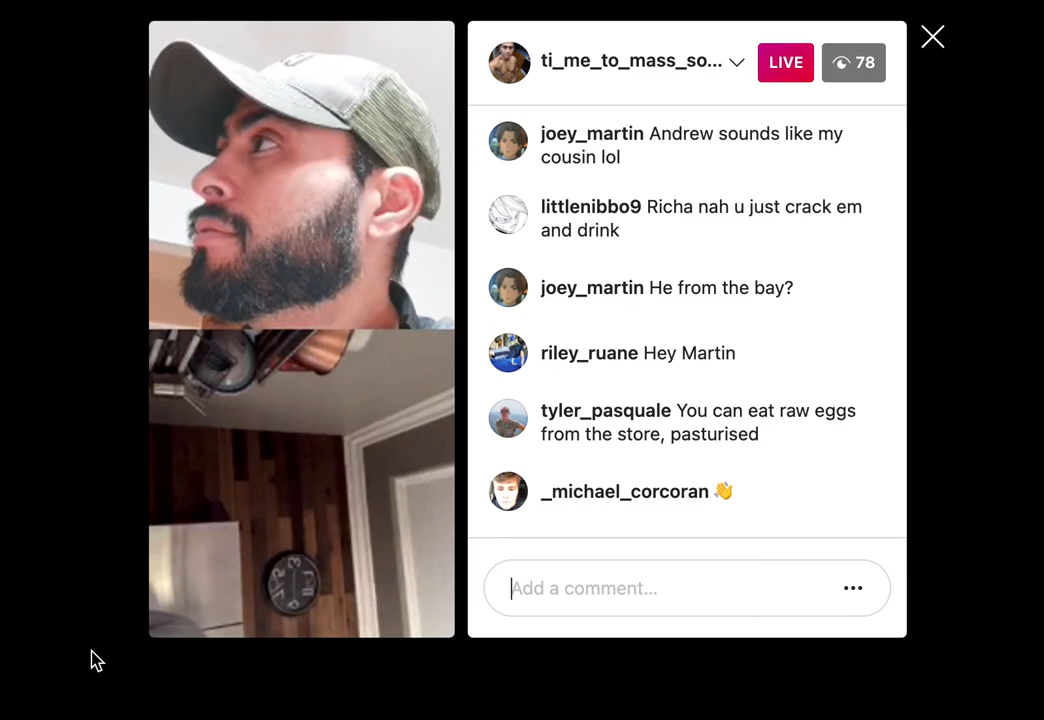 ti_me_to_mass_so...
LIVE
78
joey_martin Andrew sounds like my
cousin lol
littlenibbo9 Richa nah u just crack em
and drink
joey_martin He from the bay?
riley_ruane Hey Martin
tyler_pasquale You can eat raw eggs
from the store, pasturised
_michael_corcoran 👋
Add a comment...